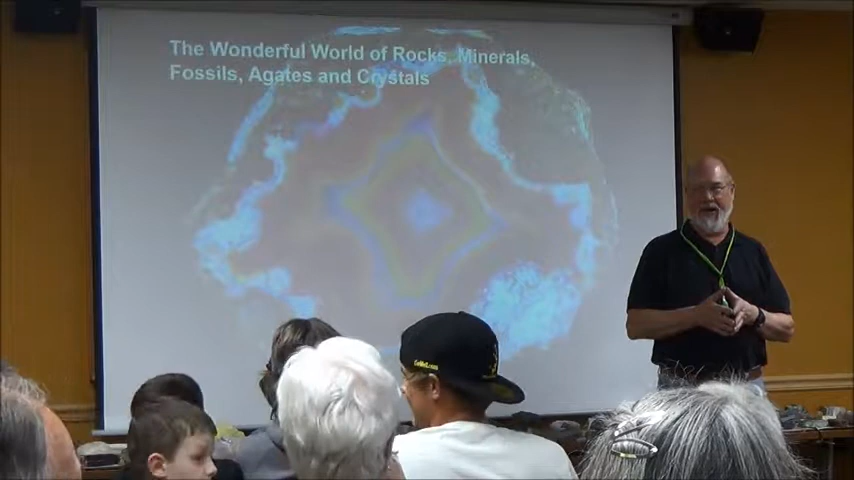 The Wonderful World of Rocks, Minerals,
Fossils, Agates and Crystals